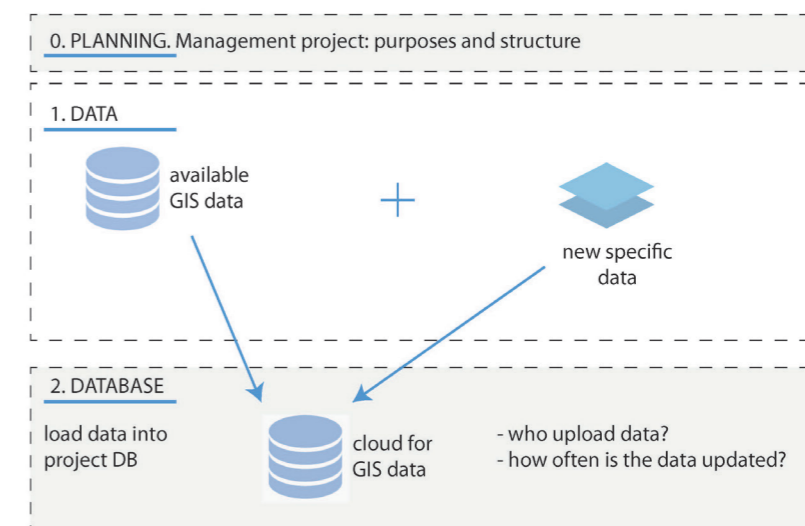 0. PLANNING. Management project: purposes and structure
1. DATA
available
GIS data
new specific
data
2. DATABASE
load data into
project DB
cloud for
GIS data
- who upload data?
- how often is the data updated?